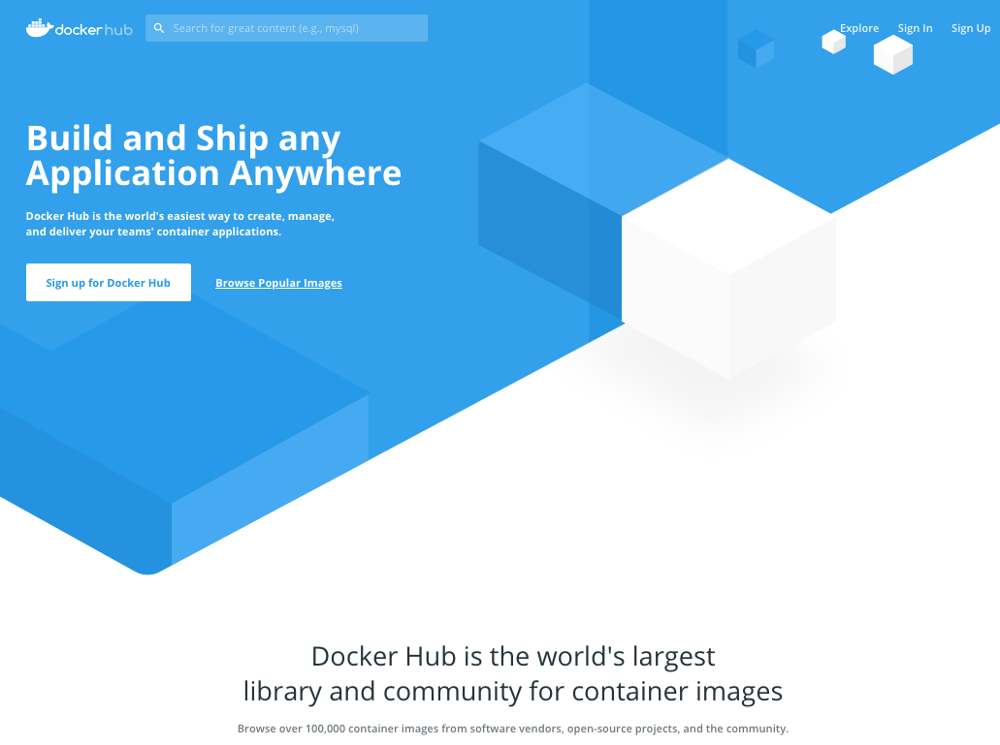 docker hub
Search for great content (e.g., mysql)
Explore
Sign In
Sign Up
Build and Ship any
Application Anywhere
Docker Hub is the world's easiest way to create, manage,
and deliver your teams' container applications.
Sign up for Docker Hub
Browse Popular Images
Docker Hub is the world's largest
library and community for container images
Browse over 100,000 container images from software vendors, open-source projects, and the community.